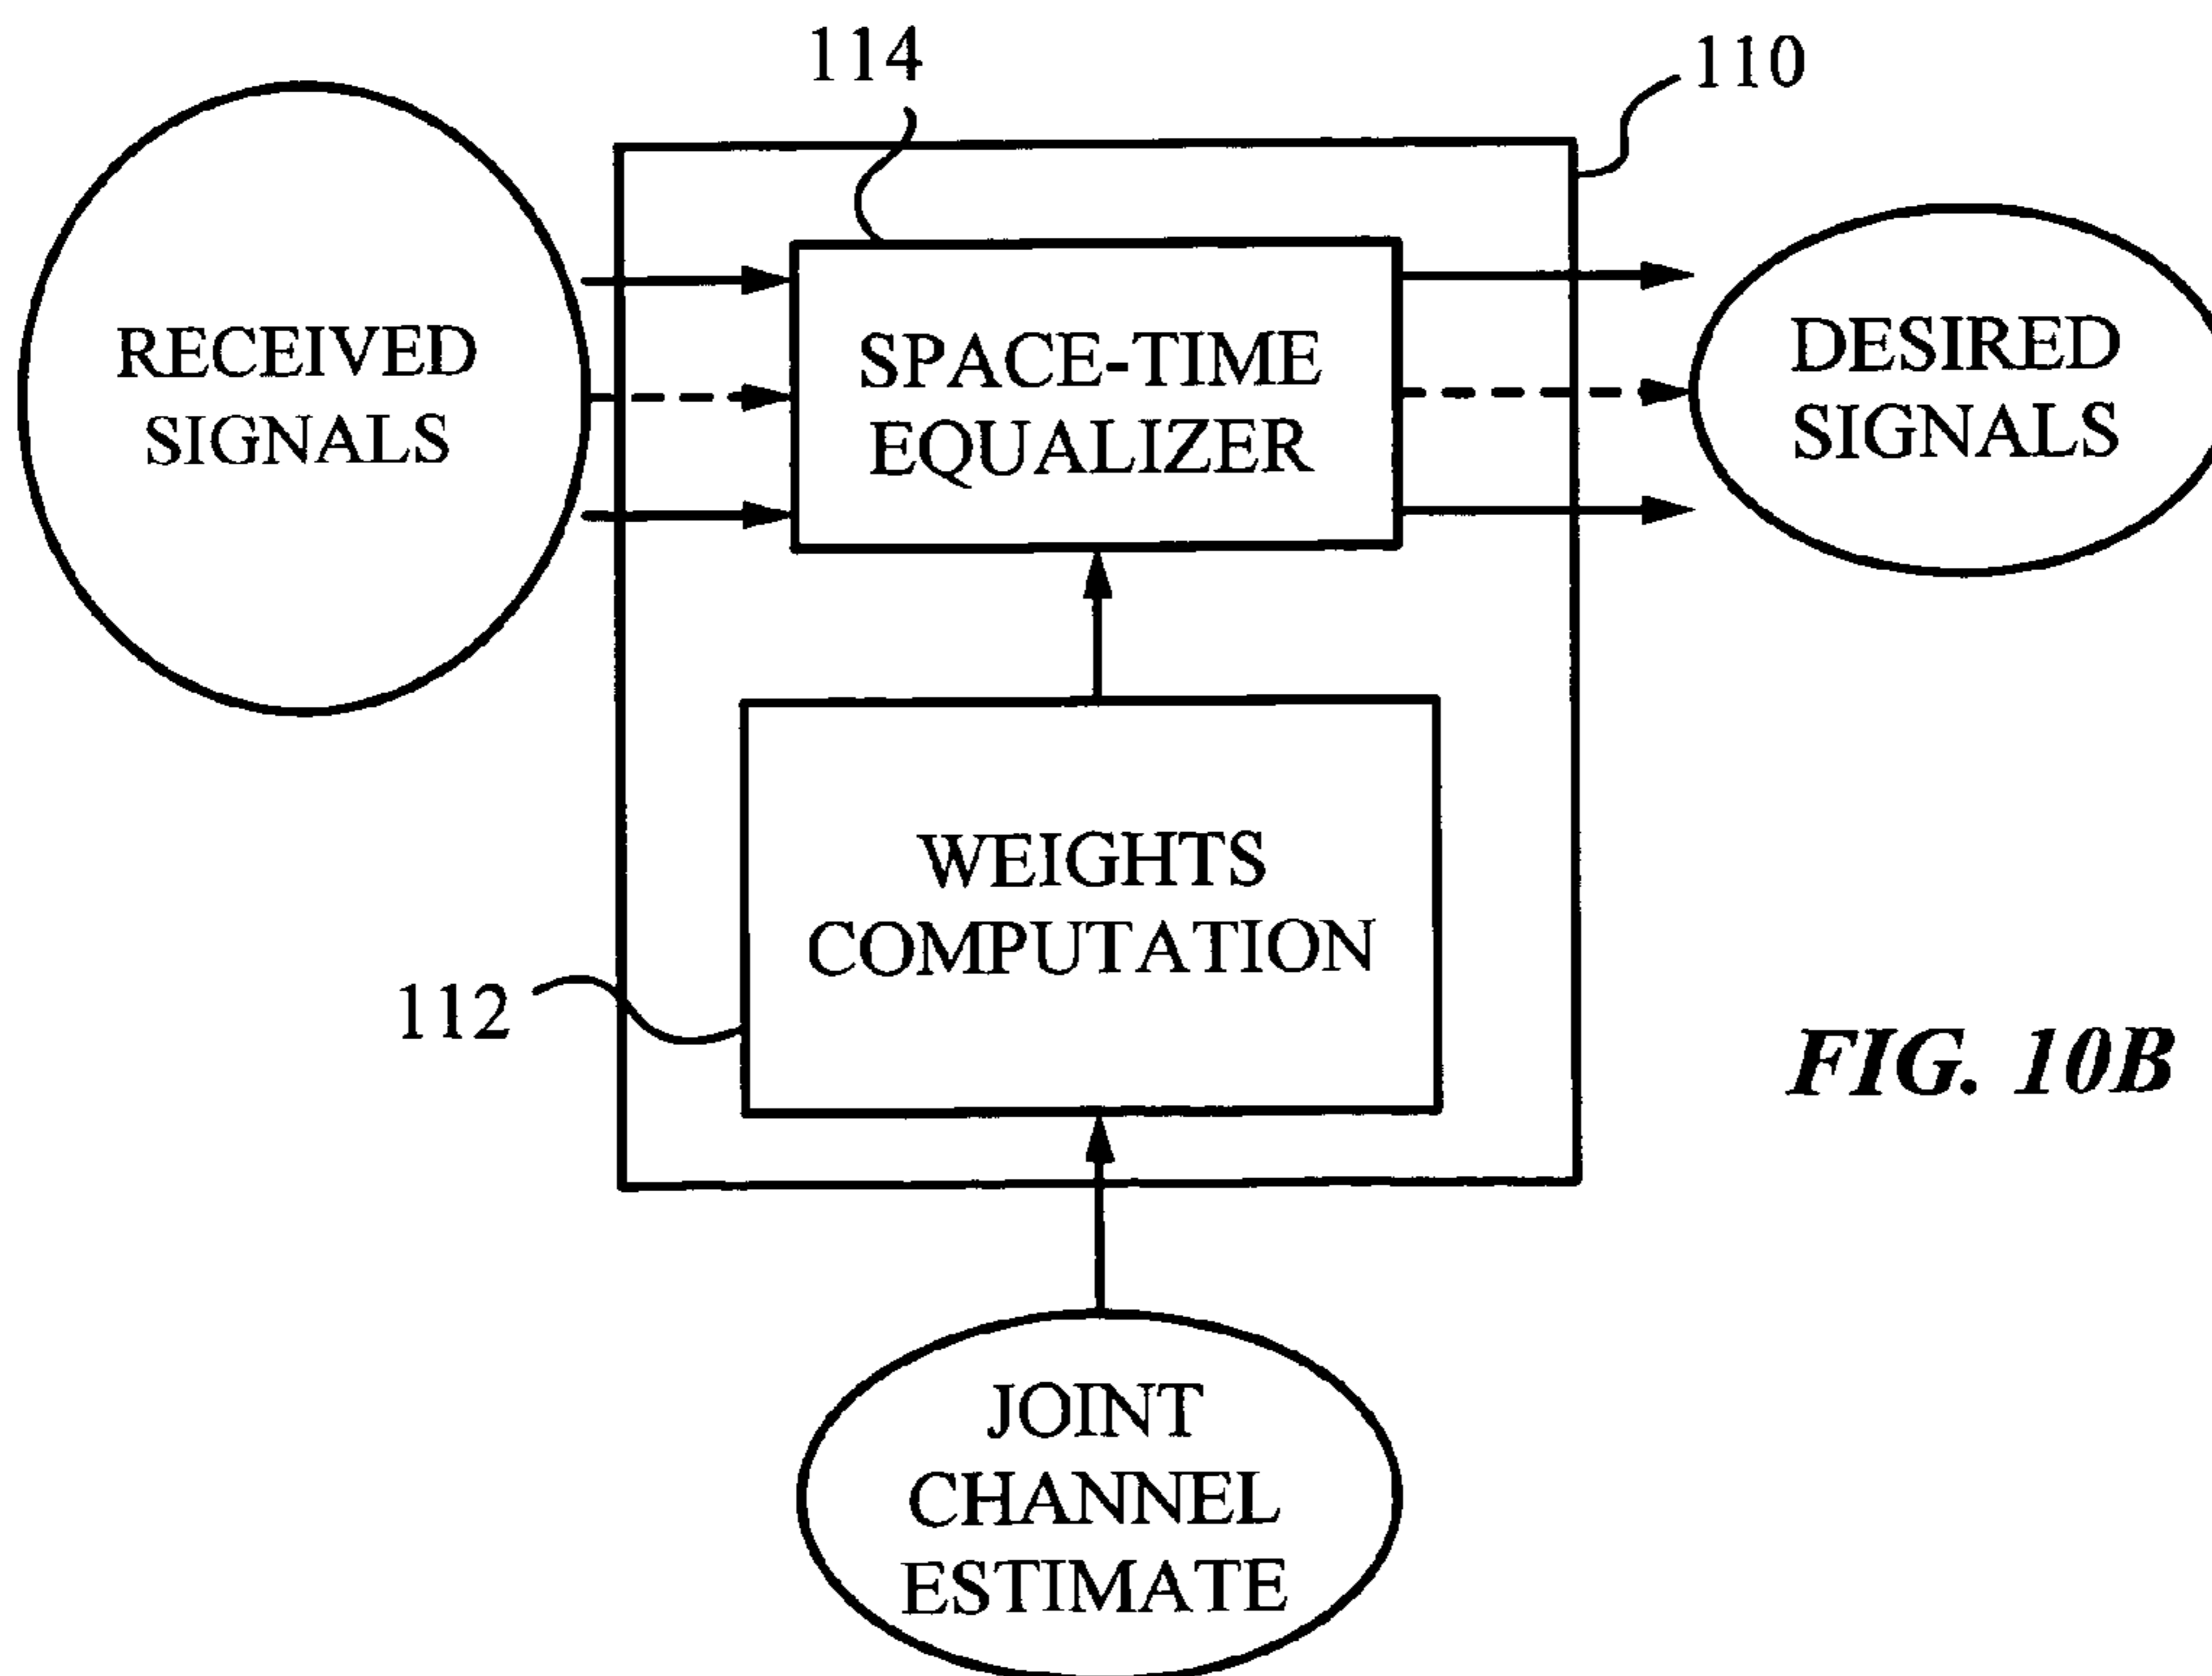 114
110
RECEIVED
SIGNALS
SPACE-TIME
EQUALIZER
DESIRED
SIGNALS
WEIGHTS
COMPUTATION
112
FIG. 10B
JOINT
CHANNEL
ESTIMATE